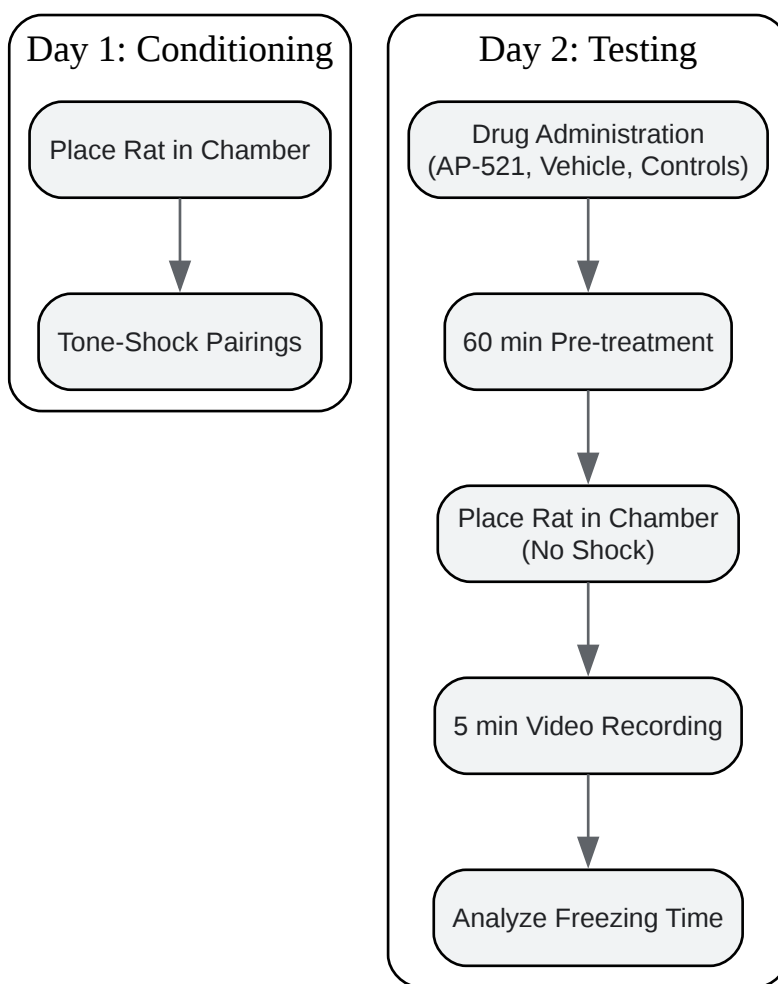 Day 1: Conditioning
Place Rat in Chamber
Tone-Shock Pairings
Day 2: Testing
Drug Administration
(AP-521, Vehicle, Controls)
60 min Pre-treatment
Place Rat in Chamber
(No Shock)
5 min Video Recording
Analyze Freezing Time